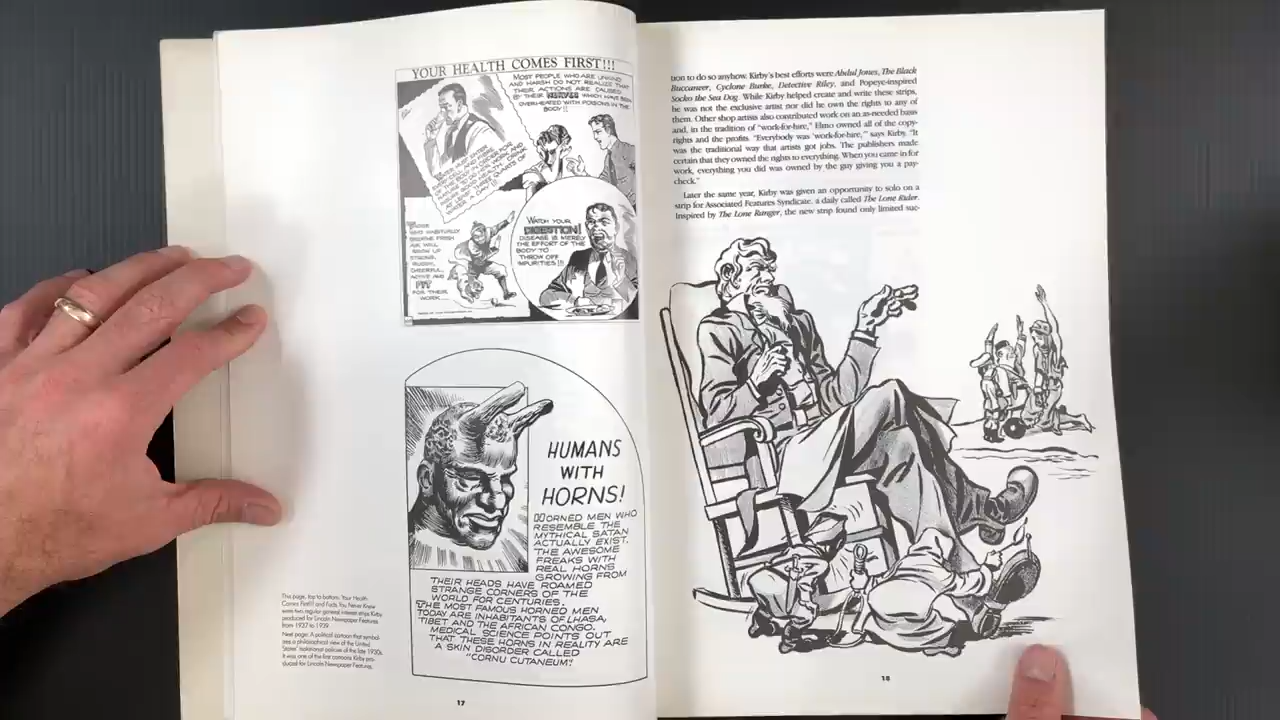 YOUR HEALTH COMES FIRST!!!
MOST PEOPLE WHO ARE UNKIND
AND HARSH DO NOT REALIZE THAT
THEIR ACTIONS ARE CAUSED
BY THEIR NERVES WHICH HAVE BEEN
OVERHEATED WITH POISONS IN THE
BODY!!
THOSE
WHO HABITUALLY
BREATHE FRESH
AIR WILL
GROW UP
STRONG,
RUDDY,
CHEERFUL,
ACTIVE AND
FIT
FOR THEIR
WORK
WATCH YOUR
DIGESTION!
DISEASE IS MERELY
THE EFFORT OF THE
BODY TO
THROW OFF
IMPURITIES!!!
HUMANS
WITH
HORNS!
HORNED MEN WHO
RESEMBLE THE
MYTHICAL SATAN
ACTUALLY EXIST.
THE AWESOME
FREAKS WITH
REAL HORNS
GROWING FROM
THEIR HEADS HAVE ROAMED
STRANGE CORNERS OF THE
WORLD FOR CENTURIES.
THE MOST FAMOUS HORNED MEN
TODAY ARE INHABITANTS OF LHASA,
TIBET AND THE AFRICAN CONGO.
MEDICAL SCIENCE POINTS OUT
THAT THESE HORNS IN REALITY ARE
A SKIN DISORDER CALLED
"CORNU CUTANEUM".
This page, top to bottom: Your Health
Comes First!!! and Facts You Never Knew
were two regular general interest strips Kirby
produced for Lincoln Newspaper Features
from 1937 to 1939.
Next page: A political cartoon that symbol-
izes a philosophical view of the United
States' isolationist policies of the late 1930s.
It was one of the first cartoons Kirby pro-
duced for Lincoln Newspaper Features.
17
tion to do so anyhow. Kirby's best efforts were Abdul Jones, The Black
Buccaneer, Cyclone Burke, Detective Riley, and Popeye-inspired
Socko the Sea Dog. While Kirby helped create and write these strips,
he was not the exclusive artist nor did he own the rights to any of
them. Other shop artists also contributed work on an as-needed basis
and, in the tradition of "work-for-hire," Elmo owned all of the copy-
rights and the profits. "Everybody was 'work-for-hire,'" says Kirby. "It
was the traditional way that artists got jobs. The publishers made
certain that they owned the rights to everything. When you came in for
work, everything you did was owned by the guy giving you a pay-
check."
Later the same year, Kirby was given an opportunity to solo on a
strip for Associated Features Syndicate, a daily called The Lone Rider.
Inspired by The Lone Ranger, the new strip found only limited suc-
18